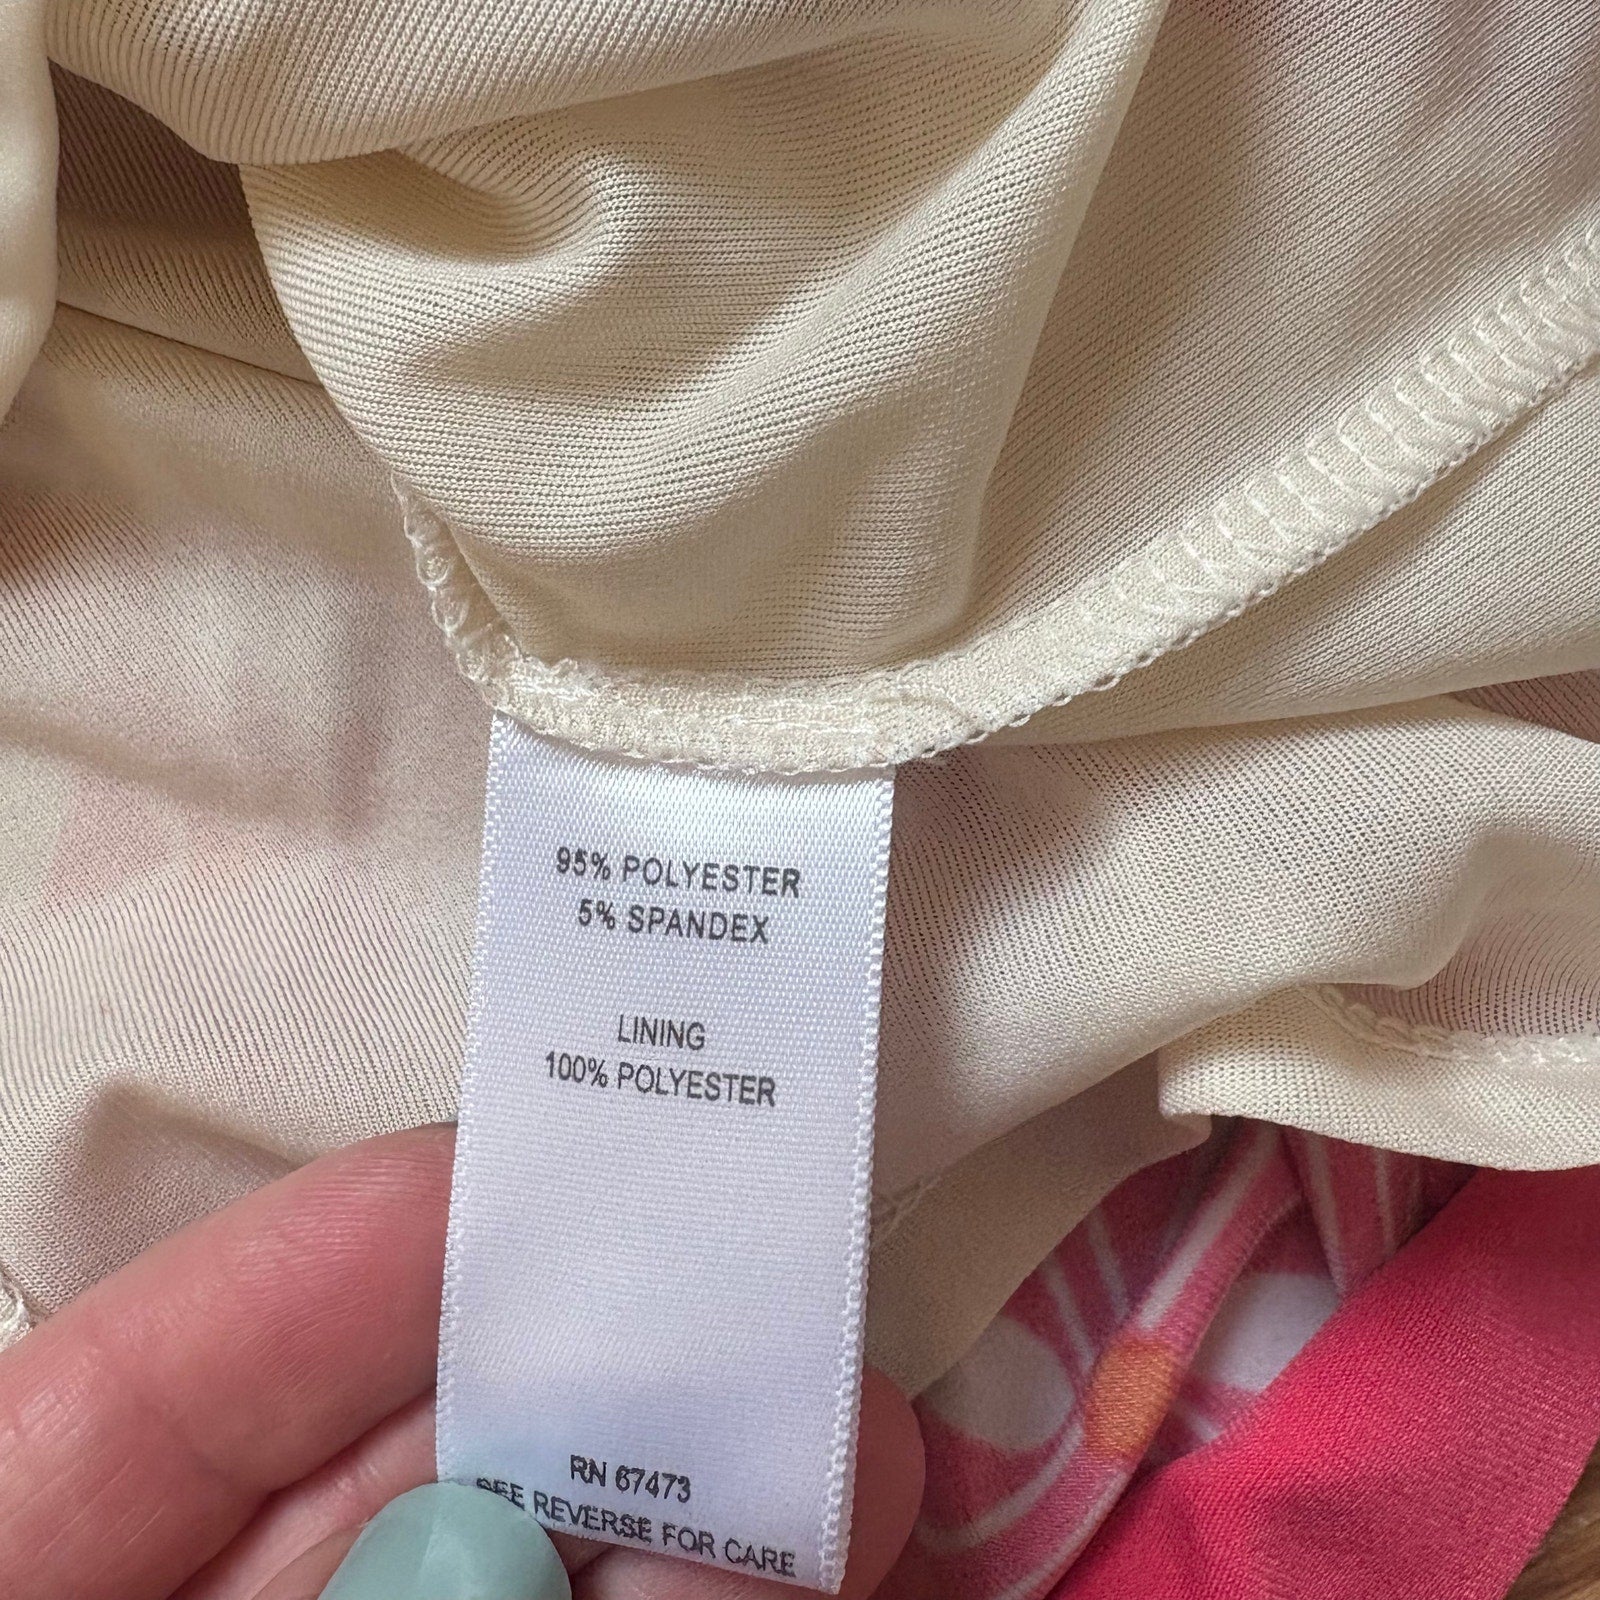 95% POLYESTER
5% SPANDEX
LINING
100% POLYESTER
RN 67473
SEE REVERSE FOR CARE